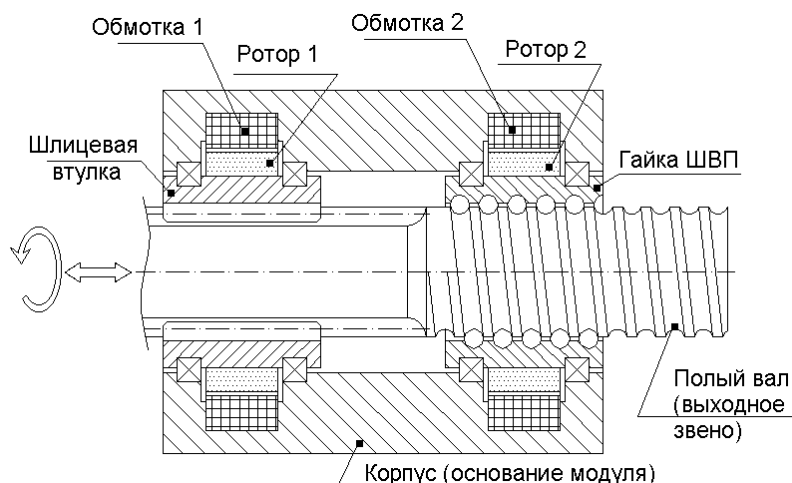 Обмотка 1
Обмотка 2
Ротор 1
Ротор 2
Шлицевая
втулка
Гайка ШВП
Полый вал
(выходное
звено)
Корпус (основание модуля)